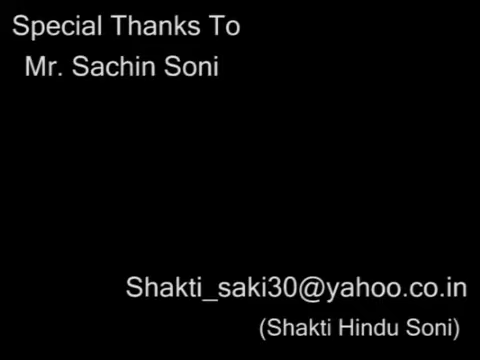 Special Thanks To
Mr. Sachin Soni
Shakti_saki30@yahoo.co.in
(Shakti Hindu Soni)